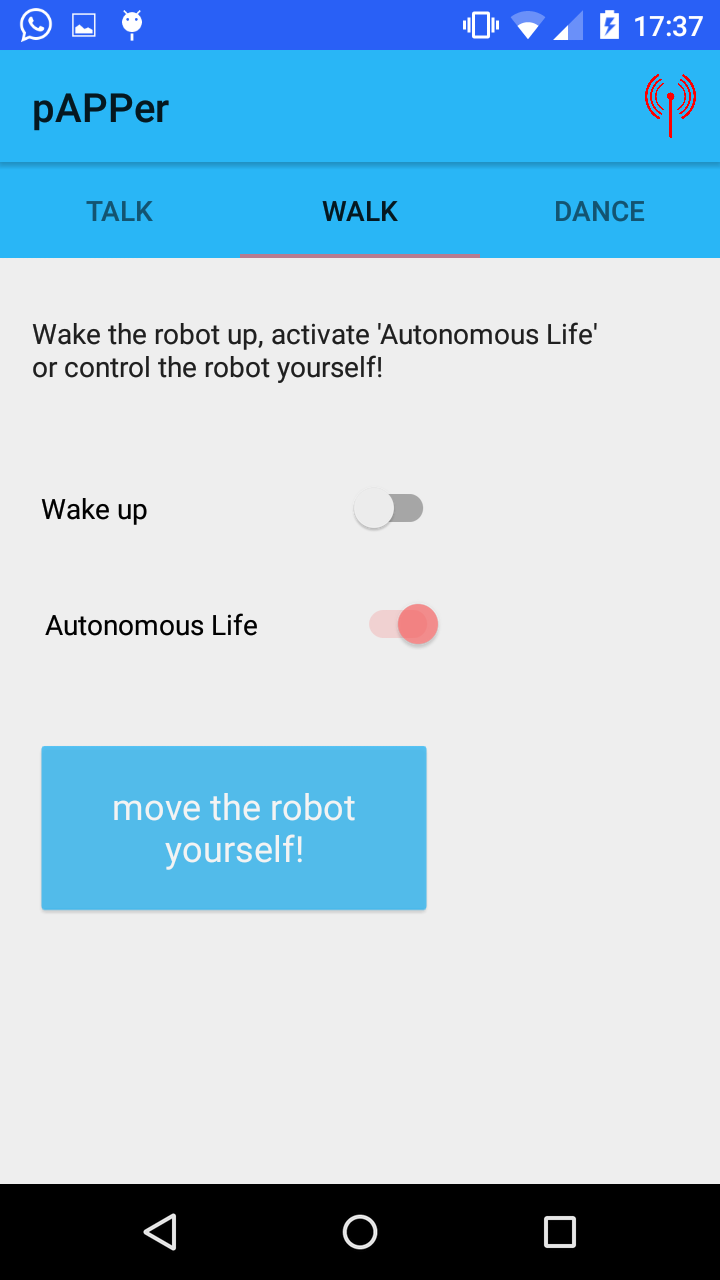 17:37
pAPPer
TALK
WALK
DANCE
Wake the robot up, activate 'Autonomous Life'
or control the robot yourself!
Wake up
Autonomous Life
move the robot
yourself!